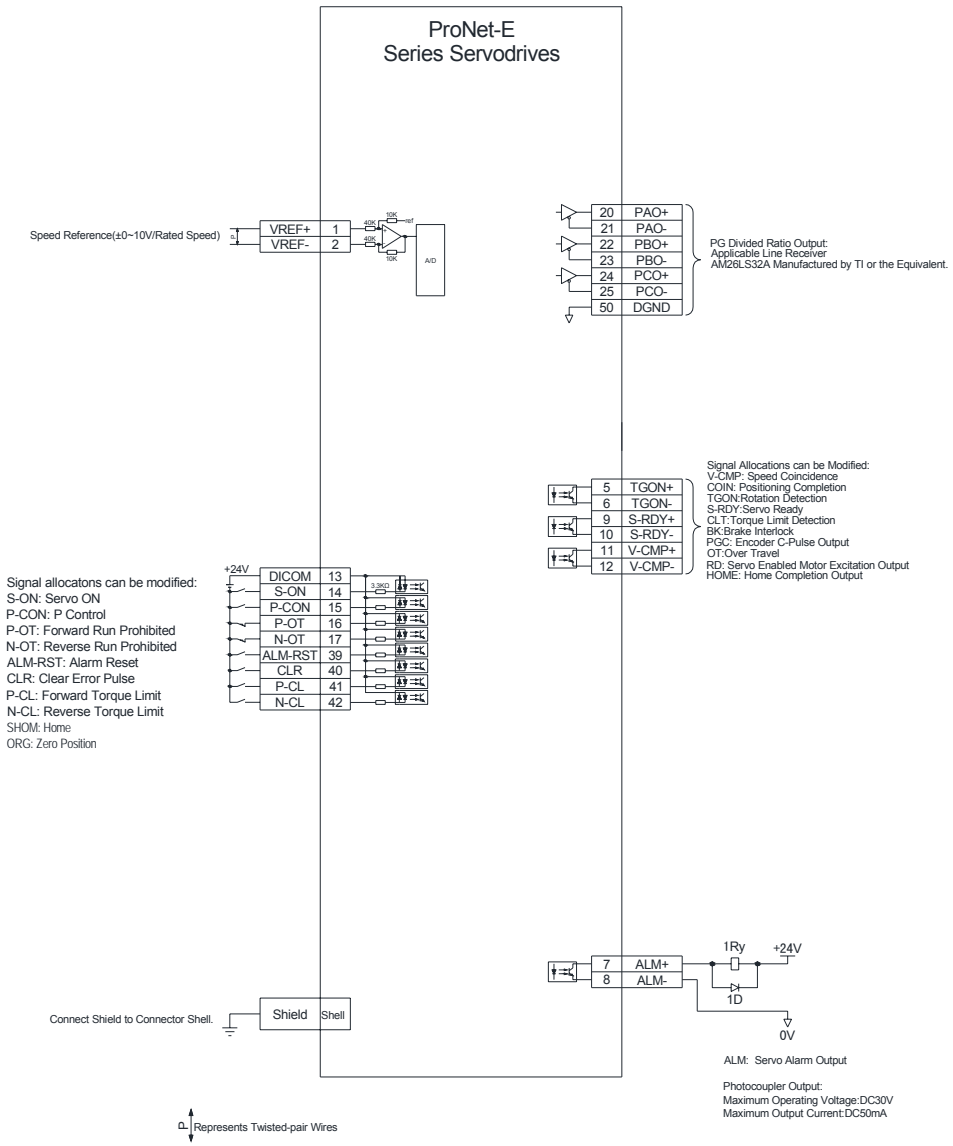 ProNet-E
Series Servodrives
Speed Reference(±0~10V/Rated Speed)
P
VREF+ 1
VREF- 2
40K
40K
10K
10K
ref
A/D
20 PAO+
21 PAO-
22 PBO+
23 PBO-
24 PCO+
25 PCO-
50 DGND
PG Divided Ratio Output:
Applicable Line Receiver
AM26LS32A Manufactured by TI or the Equivalent.
5 TGON+
6 TGON-
9 S-RDY+
10 S-RDY-
11 V-CMP+
12 V-CMP-
Signal Allocations can be Modified:
V-CMP: Speed Coincidence
COIN: Positioning Completion
TGON:Rotation Detection
S-RDY:Servo Ready
CLT:Torque Limit Detection
BK:Brake Interlock
PGC: Encoder C-Pulse Output
OT:Over Travel
RD: Servo Enabled Motor Excitation Output
HOME: Home Completion Output
Signal allocatons can be modified:
S-ON: Servo ON
P-CON: P Control
P-OT: Forward Run Prohibited
N-OT: Reverse Run Prohibited
ALM-RST: Alarm Reset
CLR: Clear Error Pulse
P-CL: Forward Torque Limit
N-CL: Reverse Torque Limit
SHOM: Home
ORG: Zero Position
+24V
DICOM 13
S-ON 14
P-CON 15
P-OT 16
N-OT 17
ALM-RST 39
CLR 40
P-CL 41
N-CL 42
3.3KΩ
7 ALM+
8 ALM-
1Ry
+24V
1D
0V
ALM: Servo Alarm Output
Photocoupler Output:
Maximum Operating Voltage:DC30V
Maximum Output Current:DC50mA
Connect Shield to Connector Shell.
Shield Shell
P Represents Twisted-pair Wires